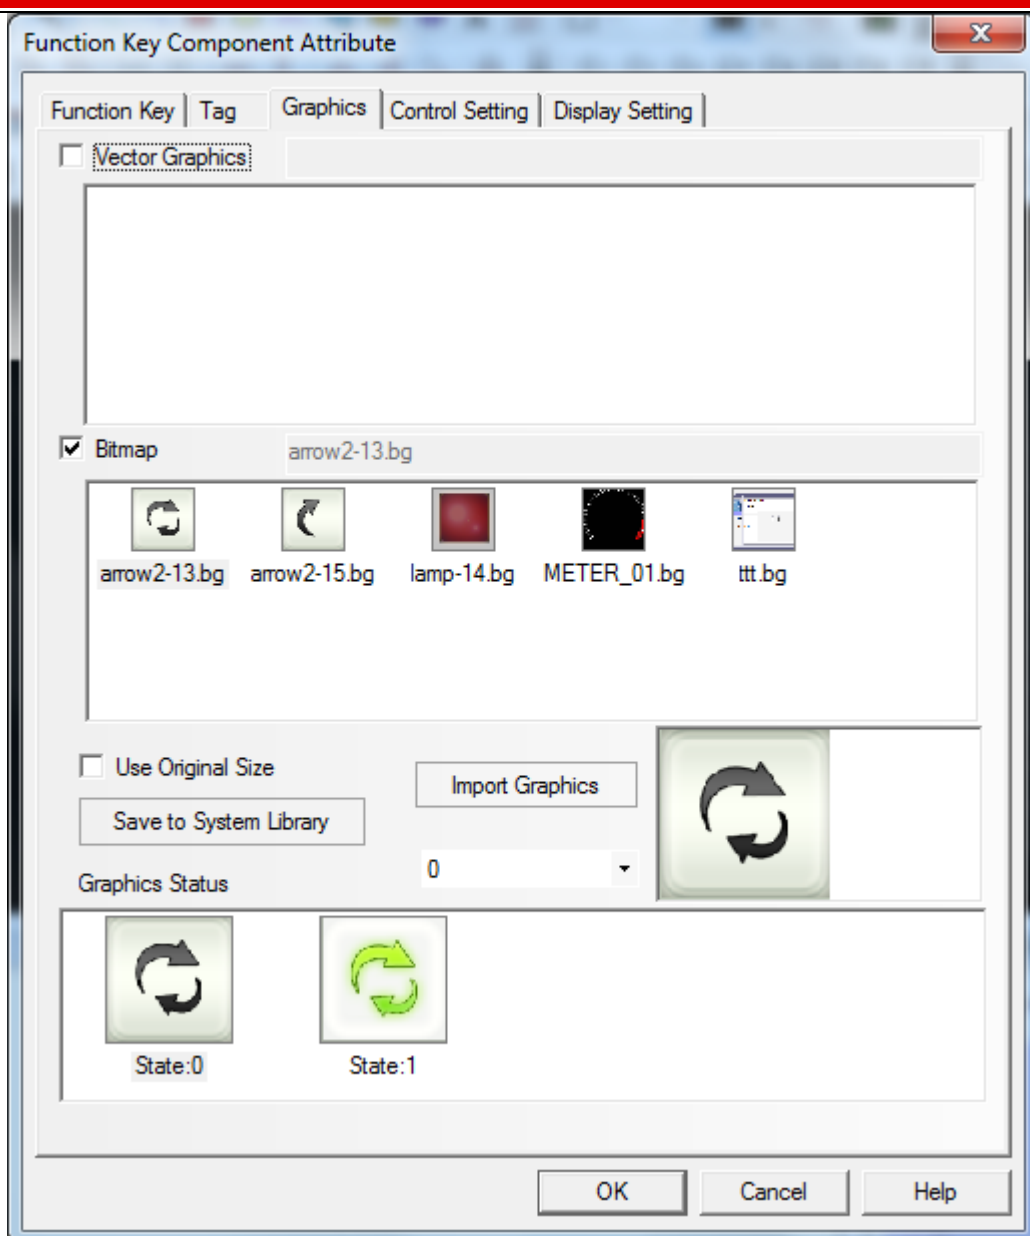 Function Key Component Attribute
Function Key Tag Graphics Control Setting Display Setting
Vector Graphics
Bitmap arrow2-13.bg
arrow2-13.bg arrow2-15.bg lamp-14.bg METER_01.bg ttt.bg
Use Original Size
Import Graphics
Save to System Library
0
Graphics Status
State:0 State:1
OK Cancel Help